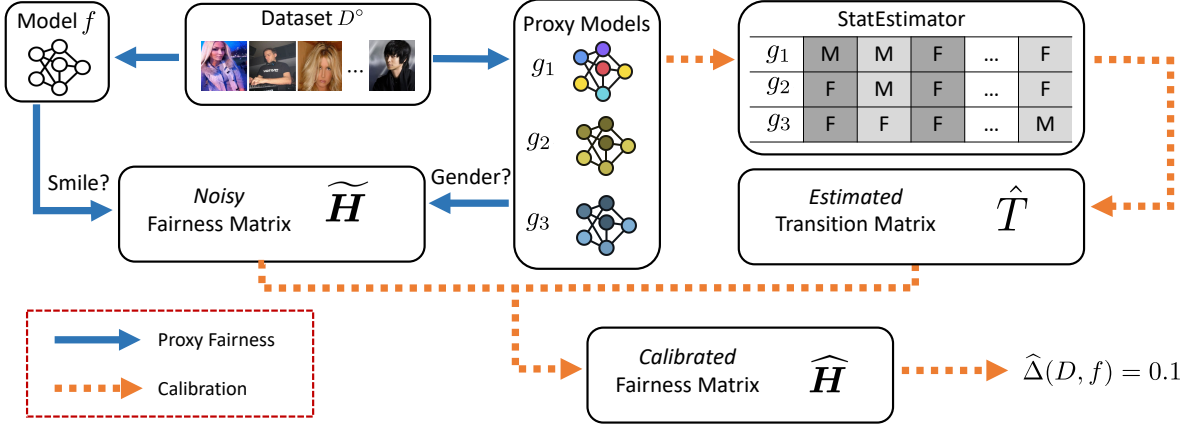 Model f
Dataset D°
...
Proxy Models
g₁
g₂
g₃
StatEstimator
g₁ M M F ... F
g₂ F M F ... F
g₃ F F F ... M
Smile?
Gender?
Noisy
Fairness Matrix H̃
Estimated
Transition Matrix T̂
Proxy Fairness
Calibration
Calibrated
Fairness Matrix Ĥ
Δ̂(D, f) = 0.1